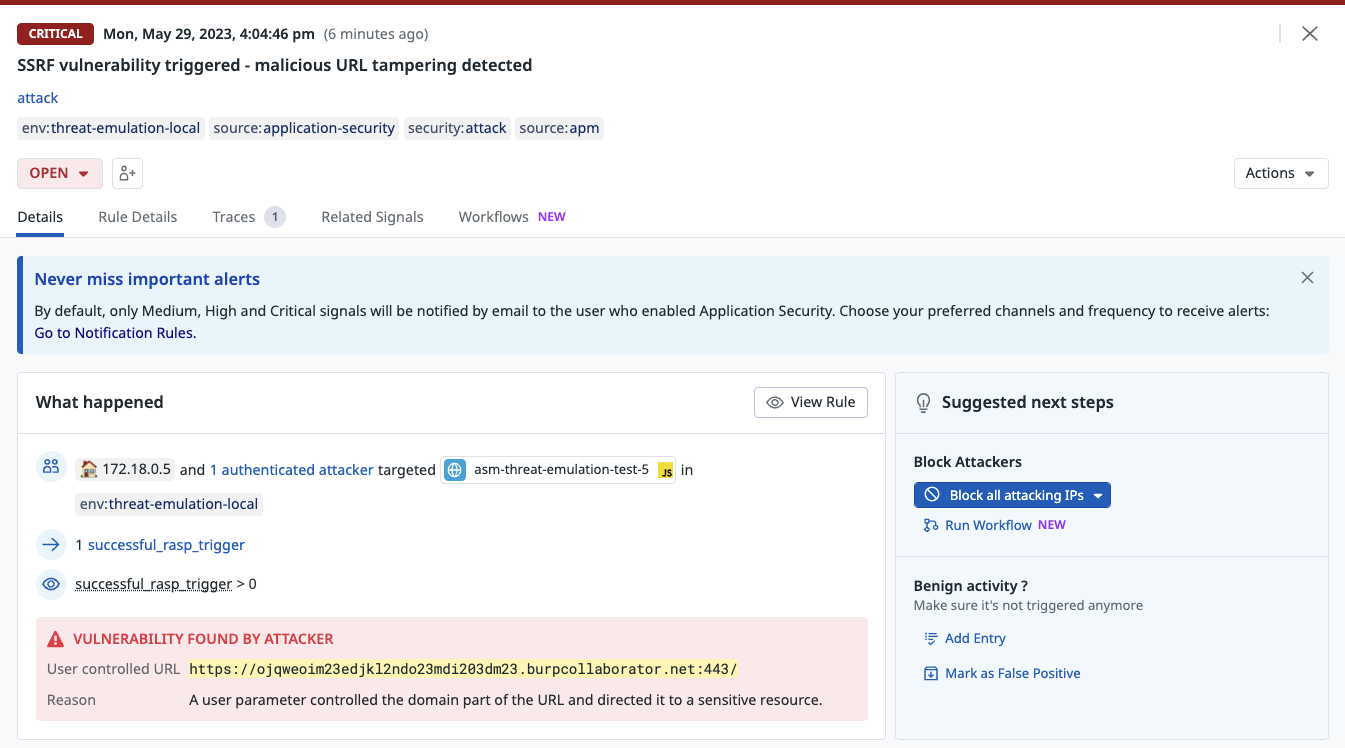 CRITICAL Mon, May 29, 2023, 4:04:46 pm (6 minutes ago)
SSRF vulnerability triggered - malicious URL tampering detected
attack
env:threat-emulation-local source:application-security security:attack source:apm
OPEN
Actions
Details Rule Details Traces 1 Related Signals Workflows NEW
Never miss important alerts
By default, only Medium, High and Critical signals will be notified by email to the user who enabled Application Security. Choose your preferred channels and frequency to receive alerts:
Go to Notification Rules.
What happened
View Rule
172.18.0.5 and 1 authenticated attacker targeted asm-threat-emulation-test-5 JS in
env:threat-emulation-local
1 successful_rasp_trigger
successful_rasp_trigger > 0
VULNERABILITY FOUND BY ATTACKER
User controlled URL https://ojqweoim23edjkl2ndo23mdi203dm23.burpcollaborator.net:443/
Reason A user parameter controlled the domain part of the URL and directed it to a sensitive resource.
Suggested next steps
Block Attackers
Block all attacking IPs
Run Workflow NEW
Benign activity ?
Make sure it's not triggered anymore
Add Entry
Mark as False Positive